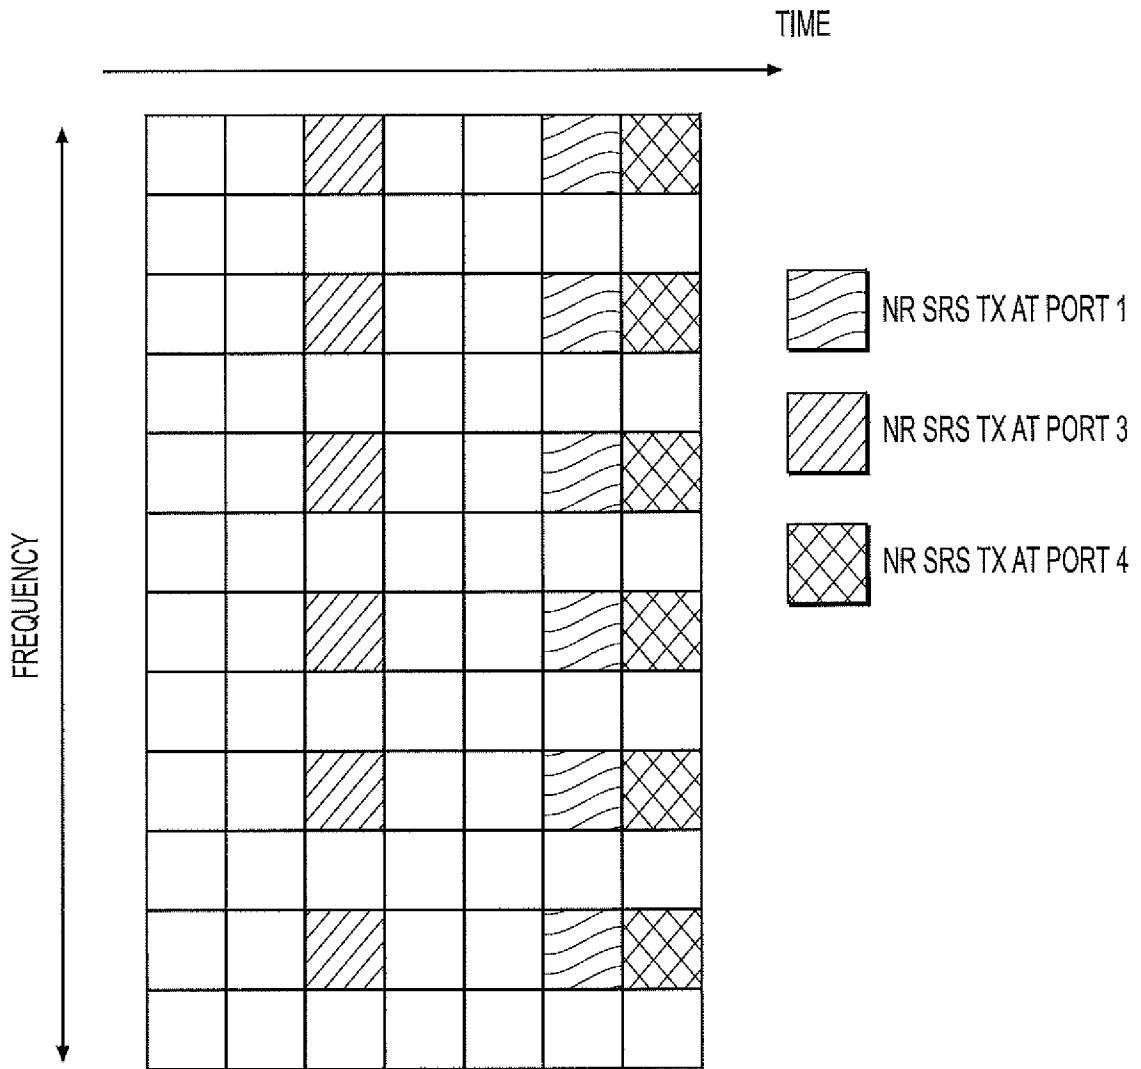 TIME
FREQUENCY
NR SRS TX AT PORT 1
NR SRS TX AT PORT 3
NR SRS TX AT PORT 4